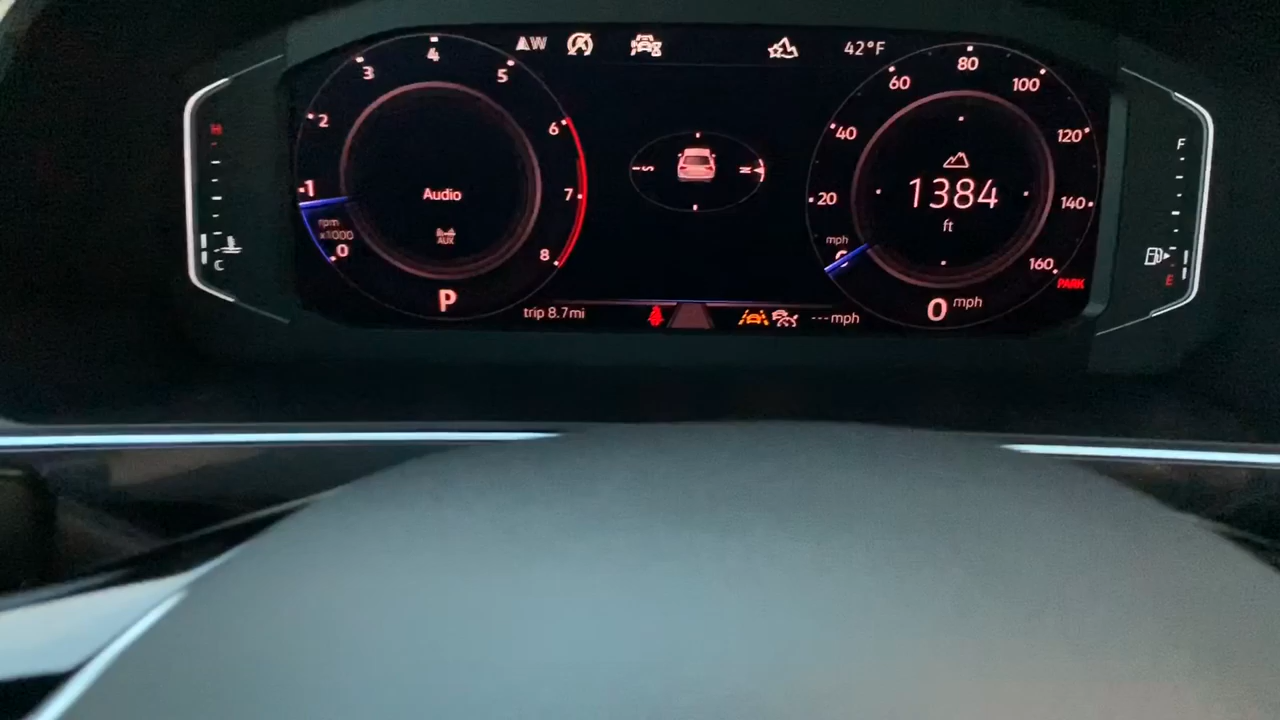 42°F
H
C
4
3
5
2
6
1
7
rpm
x1000
0
8
Audio
AUX
P
trip 8.7mi
S
N
---mph
80
60
100
40
120
20
140
mph
160
1384
ft
0 mph
PARK
F
E